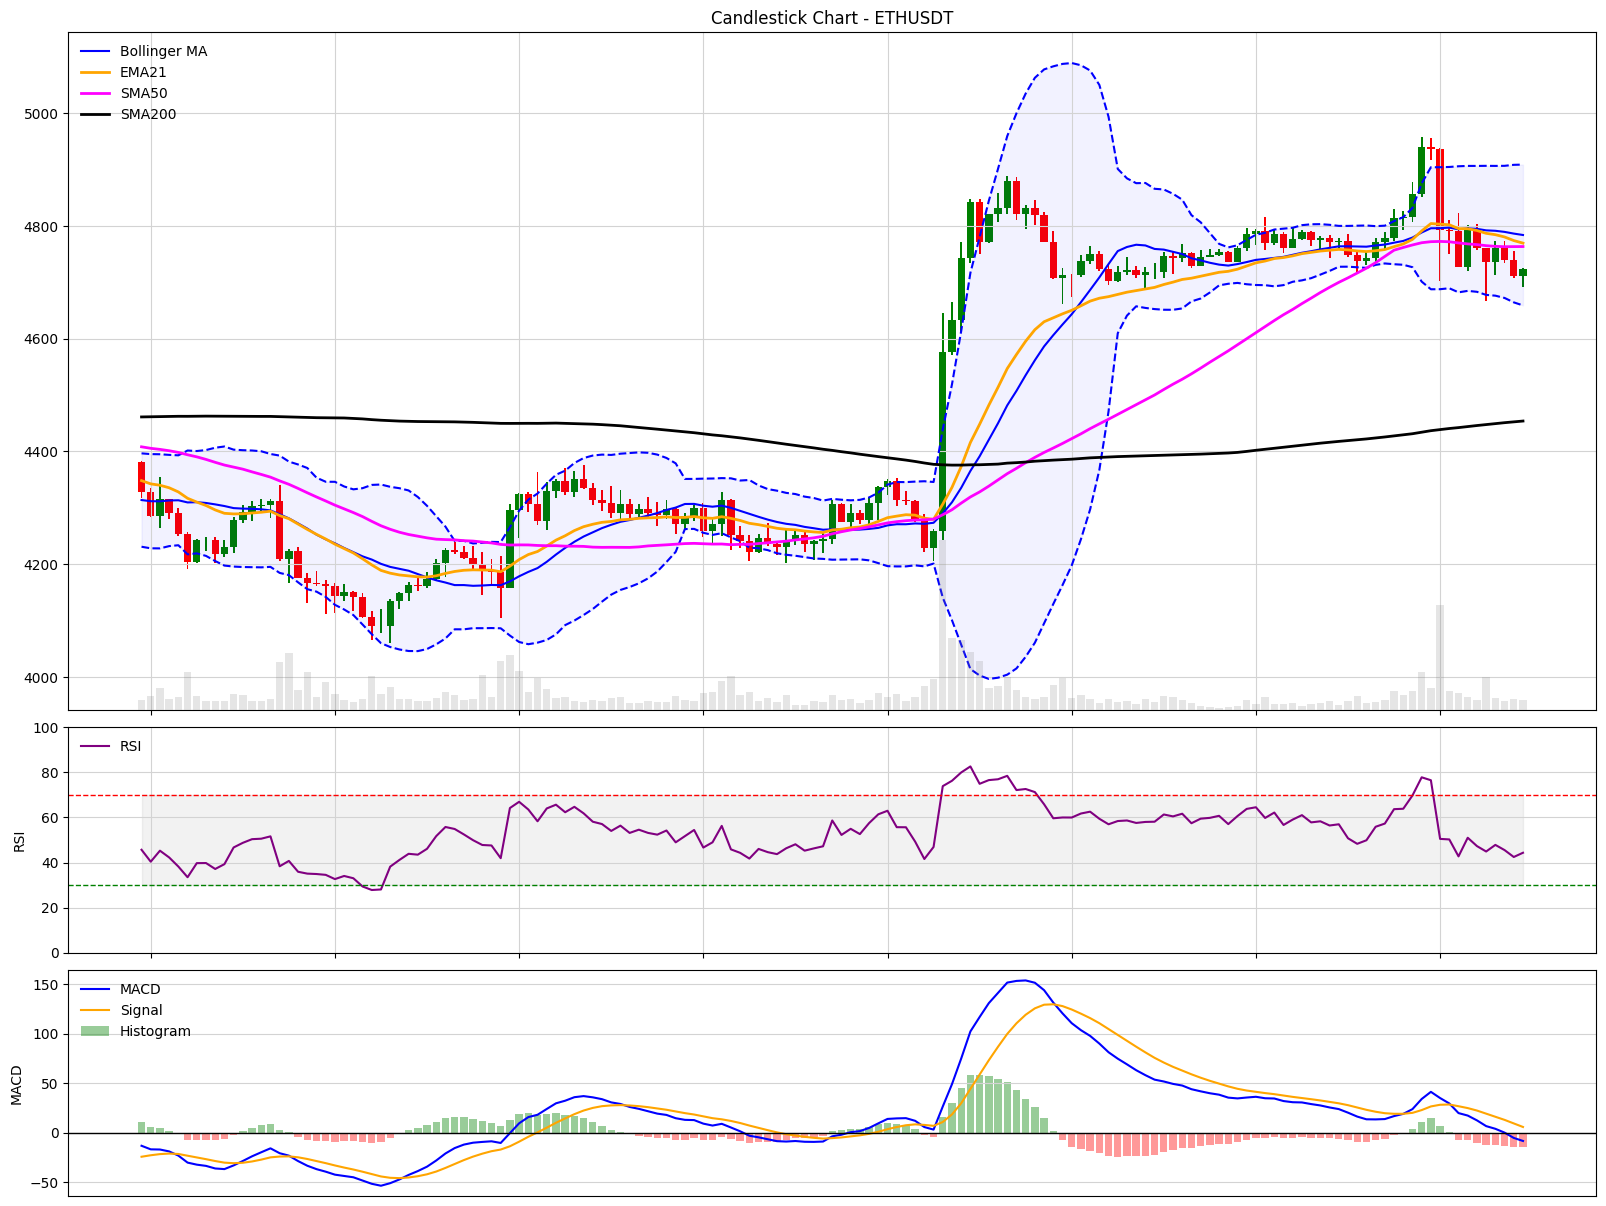 Candlestick Chart - ETHUSDT
Bollinger MA
EMA21
SMA50
SMA200
5000
4800
4600
4400
4200
4000
RSI
100
80
60
40
20
0
RSI
MACD
Signal
Histogram
150
100
50
0
−50
MACD